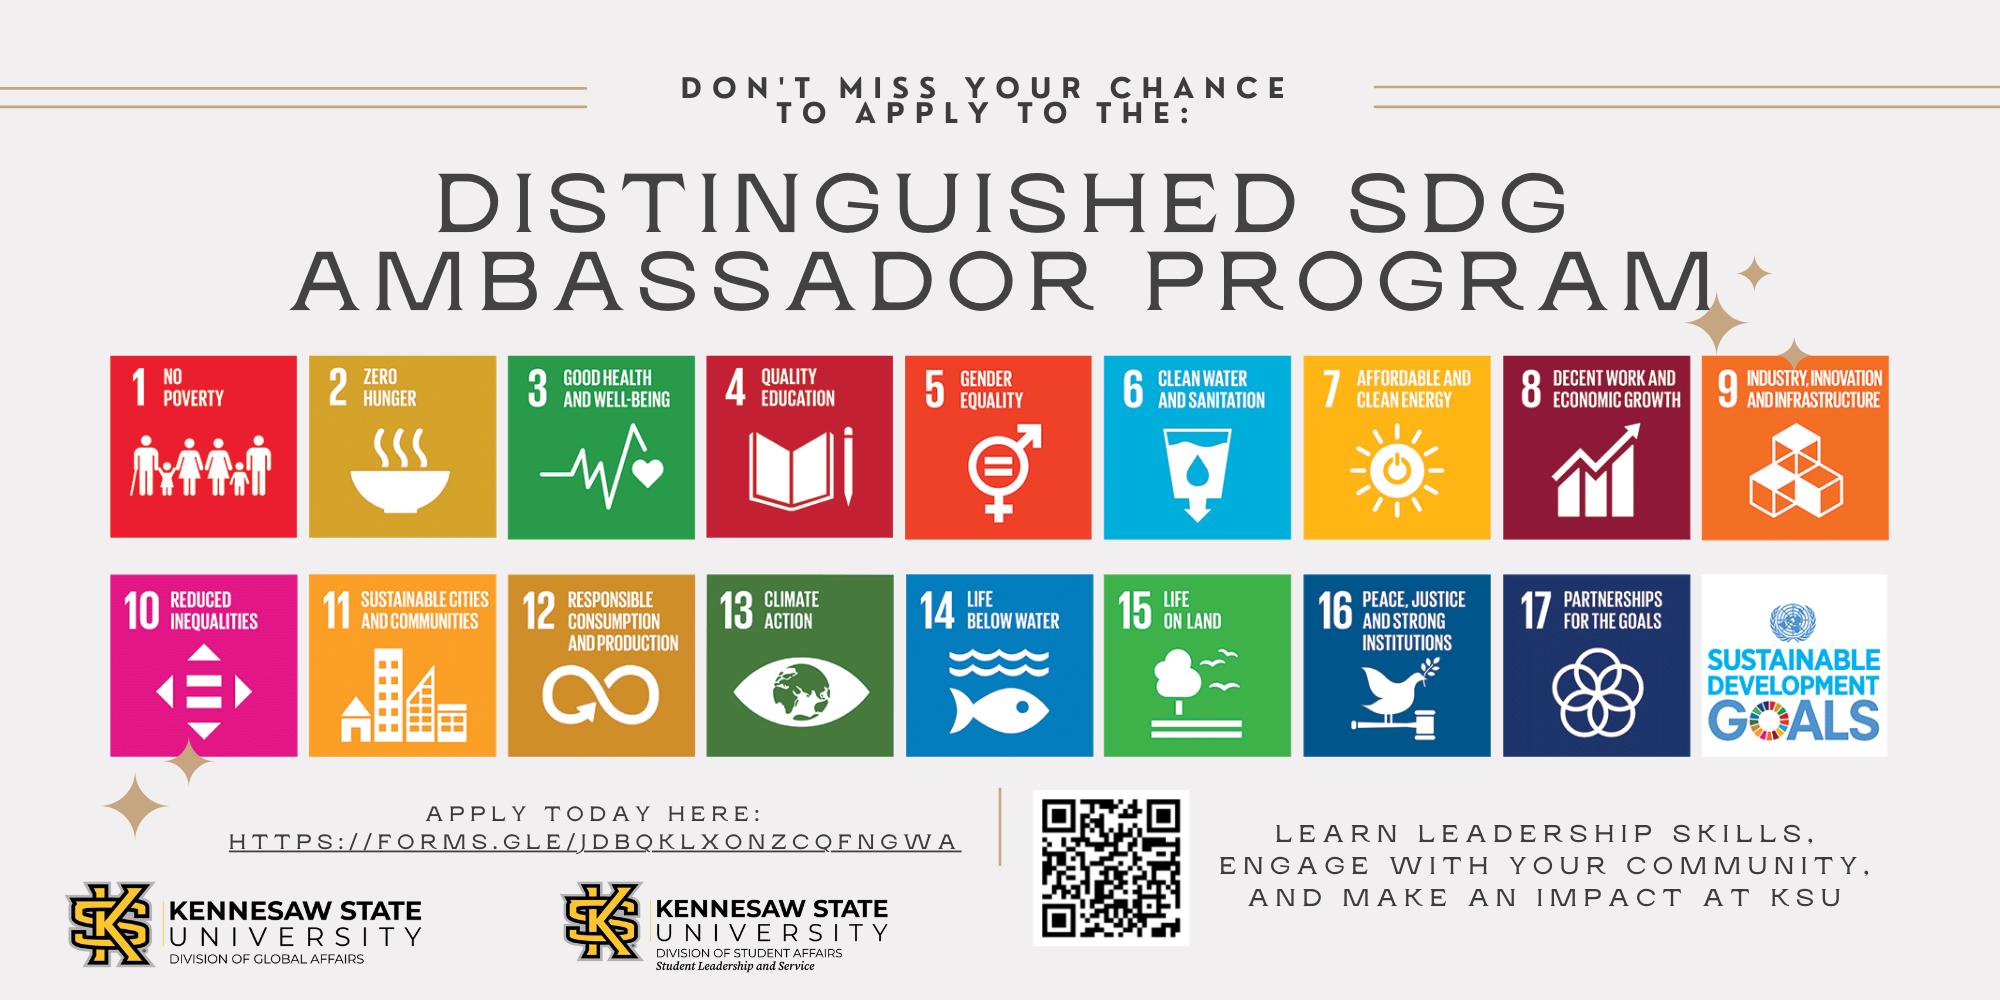 DON'T MISS YOUR CHANCE
TO APPLY TO THE:
DISTINGUISHED SDG
AMBASSADOR PROGRAM
1 NO
POVERTY
2 ZERO
HUNGER
3 GOOD HEALTH
AND WELL-BEING
4 QUALITY
EDUCATION
5 GENDER
EQUALITY
6 CLEAN WATER
AND SANITATION
7 AFFORDABLE AND
CLEAN ENERGY
8 DECENT WORK AND
ECONOMIC GROWTH
9 INDUSTRY, INNOVATION
AND INFRASTRUCTURE
10 REDUCED
INEQUALITIES
11 SUSTAINABLE CITIES
AND COMMUNITIES
12 RESPONSIBLE
CONSUMPTION
AND PRODUCTION
13 CLIMATE
ACTION
14 LIFE
BELOW WATER
15 LIFE
ON LAND
16 PEACE, JUSTICE
AND STRONG
INSTITUTIONS
17 PARTNERSHIPS
FOR THE GOALS
SUSTAINABLE
DEVELOPMENT
GOALS
APPLY TODAY HERE:
HTTPS://FORMS.GLE/JDBQKLXONZCQFNGWA
LEARN LEADERSHIP SKILLS,
ENGAGE WITH YOUR COMMUNITY,
AND MAKE AN IMPACT AT KSU
KS
KENNESAW STATE
UNIVERSITY
DIVISION OF GLOBAL AFFAIRS
KS
KENNESAW STATE
UNIVERSITY
DIVISION OF STUDENT AFFAIRS
Student Leadership and Service